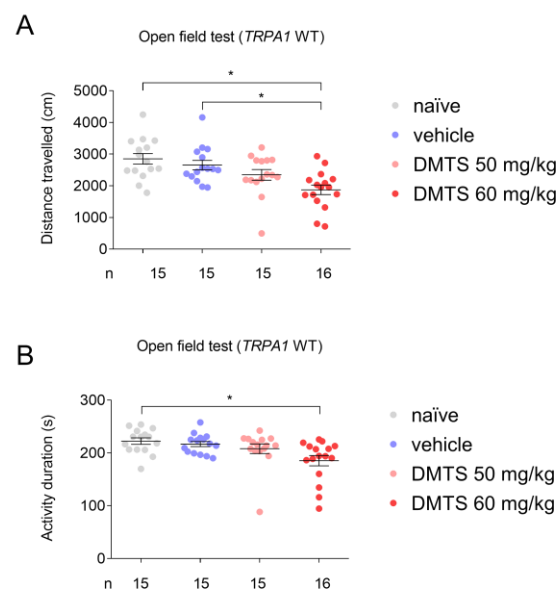 A
Open field test (TRPA1 WT)
Distance travelled (cm)
5000
4000
3000
2000
1000
0
*
*
n 15 15 15 16
naïve
vehicle
DMTS 50 mg/kg
DMTS 60 mg/kg
B
Open field test (TRPA1 WT)
Activity duration (s)
300
200
100
0
*
n 15 15 15 16
naïve
vehicle
DMTS 50 mg/kg
DMTS 60 mg/kg